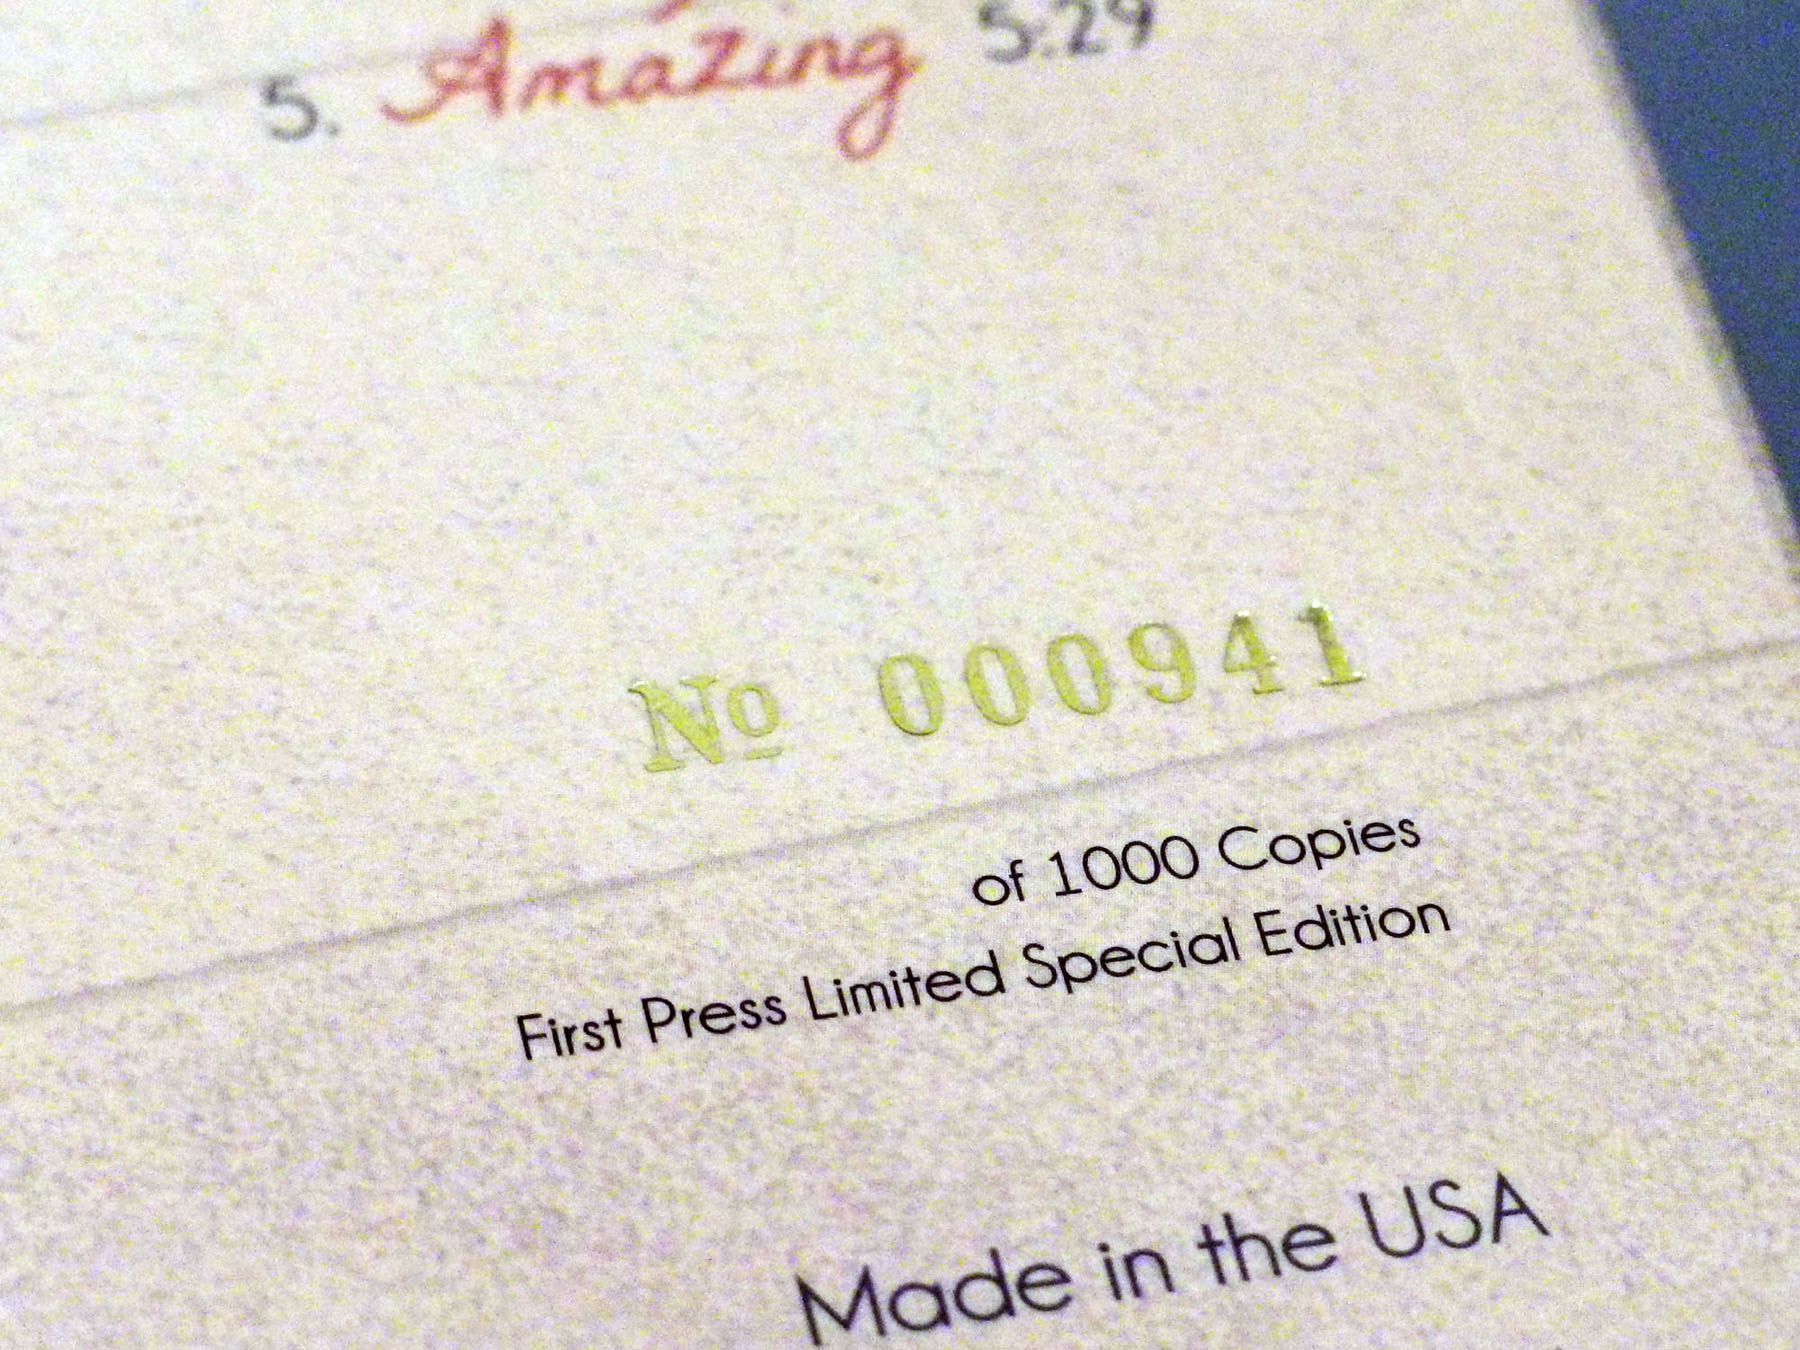 5. Amazing 5:29
Nº 000941
of 1000 Copies
First Press Limited Special Edition
Made in the USA